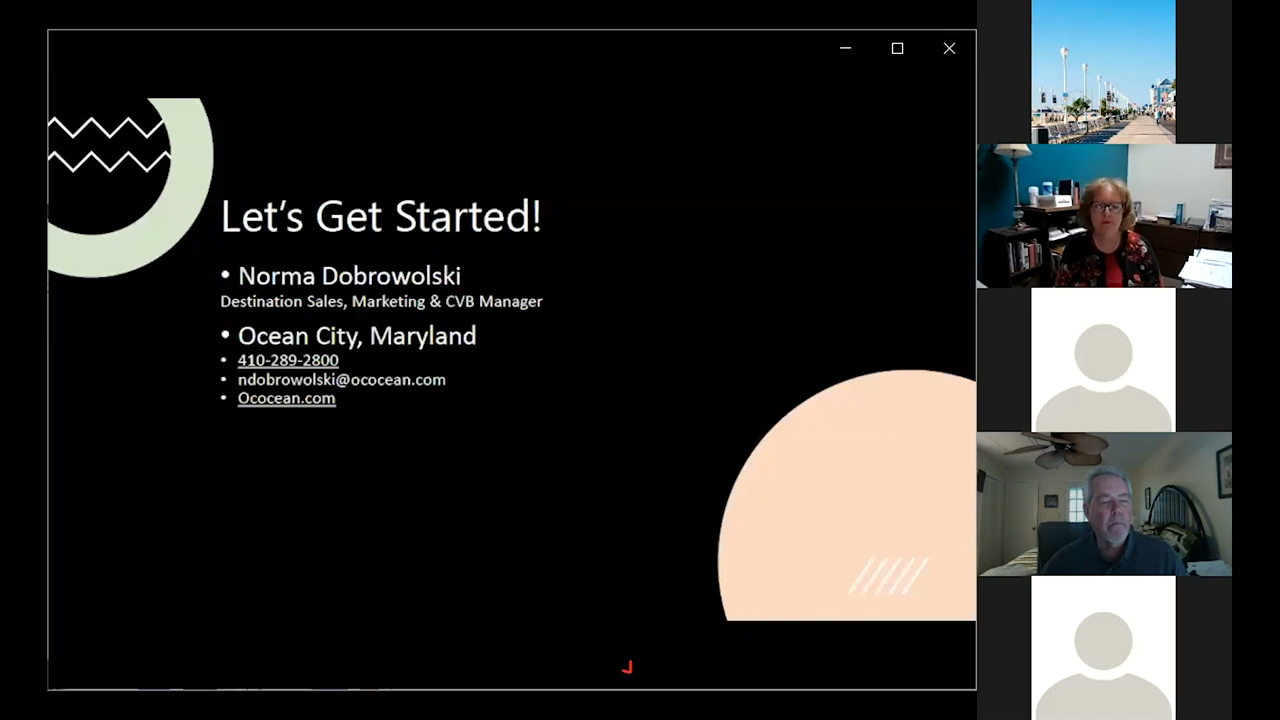 Let's Get Started!
• Norma Dobrowolski
Destination Sales, Marketing & CVB Manager
• Ocean City, Maryland
• 410-289-2800
• ndobrowolski@ococean.com
• Ococean.com